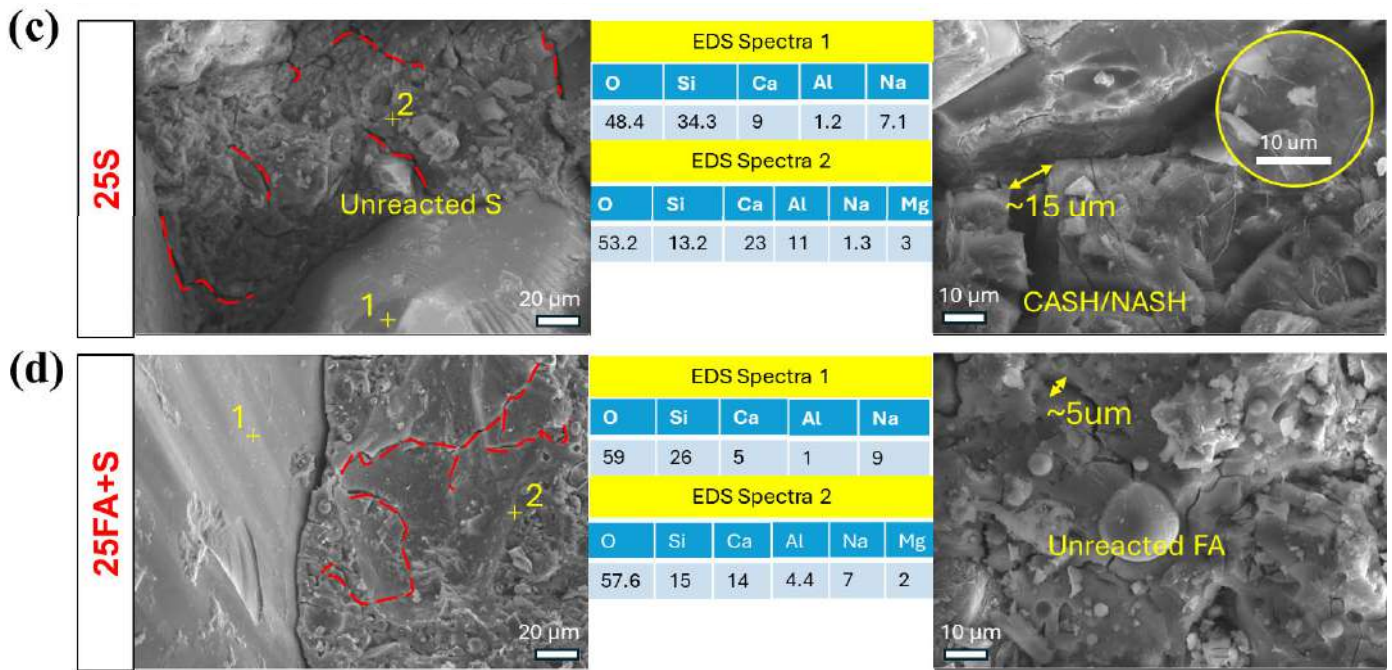 (c)
25S
2
Unreacted S
1
20 µm
EDS Spectra 1
O Si Ca Al Na
48.4 34.3 9 1.2 7.1
EDS Spectra 2
O Si Ca Al Na Mg
53.2 13.2 23 11 1.3 3
10 um
~15 um
CASH/NASH
10 µm
(d)
25FA+S
1
2
20 µm
EDS Spectra 1
O Si Ca Al Na
59 26 5 1 9
EDS Spectra 2
O Si Ca Al Na Mg
57.6 15 14 4.4 7 2
~5um
Unreacted FA
10 µm